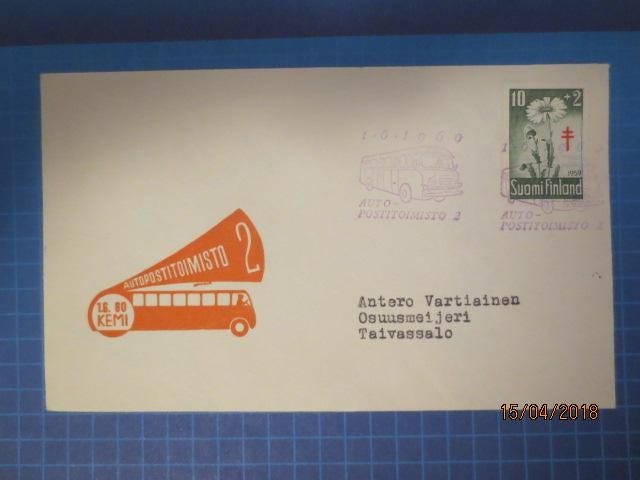 10 +2
1959
Suomi Finland
1·6·1960
AUTO-
POSTITOIMISTO 2
1
AUTO-
POSTITOIMISTO 2
AUTOPOSTITOIMISTO 2
1.6. 60
KEMI
Antero Vartiainen
Osuusmeijeri
Taivassalo
15/04/2018